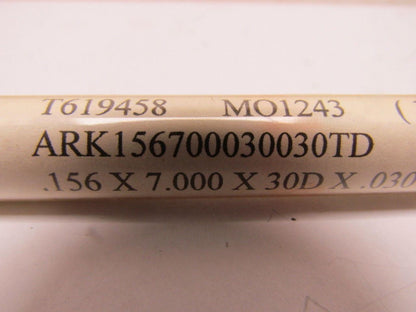 T619458 MO1243 (
ARK156700030030TD
.156 X 7.000 X 30D X .030